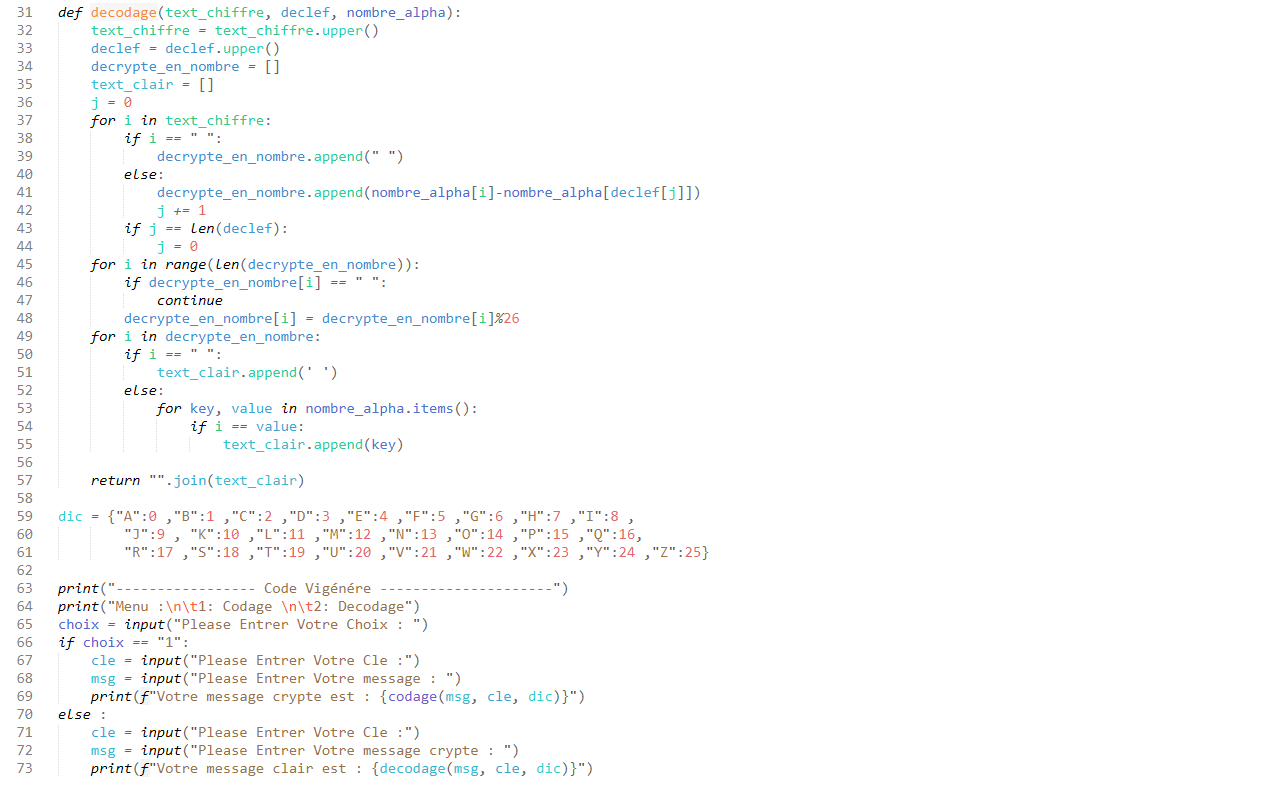 31 def decodage(text_chiffre, declef, nombre_alpha):
32     text_chiffre = text_chiffre.upper()
33     declef = declef.upper()
34     decrypte_en_nombre = []
35     text_clair = []
36     j = 0
37     for i in text_chiffre:
38         if i == " ":
39             decrypte_en_nombre.append(" ")
40         else:
41             decrypte_en_nombre.append(nombre_alpha[i]-nombre_alpha[declef[j]])
42             j += 1
43         if j == len(declef):
44             j = 0
45     for i in range(len(decrypte_en_nombre)):
46         if decrypte_en_nombre[i] == " ":
47             continue
48         decrypte_en_nombre[i] = decrypte_en_nombre[i]%26
49     for i in decrypte_en_nombre:
50         if i == " ":
51             text_clair.append(' ')
52         else:
53             for key, value in nombre_alpha.items():
54                 if i == value:
55                     text_clair.append(key)
56
57     return "".join(text_clair)
58
59 dic = {"A":0 ,"B":1 ,"C":2 ,"D":3 ,"E":4 ,"F":5 ,"G":6 ,"H":7 ,"I":8 ,
60         "J":9 , "K":10 ,"L":11 ,"M":12 ,"N":13 ,"O":14 ,"P":15 ,"Q":16,
61         "R":17 ,"S":18 ,"T":19 ,"U":20 ,"V":21 ,"W":22 ,"X":23 ,"Y":24 ,"Z":25}
62
63 print("----------------- Code Vigénére ---------------------")
64 print("Menu :\n\t1: Codage \n\t2: Decodage")
65 choix = input("Please Entrer Votre Choix : ")
66 if choix == "1":
67     cle = input("Please Entrer Votre Cle :")
68     msg = input("Please Entrer Votre message : ")
69     print(f"Votre message crypte est : {codage(msg, cle, dic)}")
70 else :
71     cle = input("Please Entrer Votre Cle :")
72     msg = input("Please Entrer Votre message crypte : ")
73     print(f"Votre message clair est : {decodage(msg, cle, dic)}")